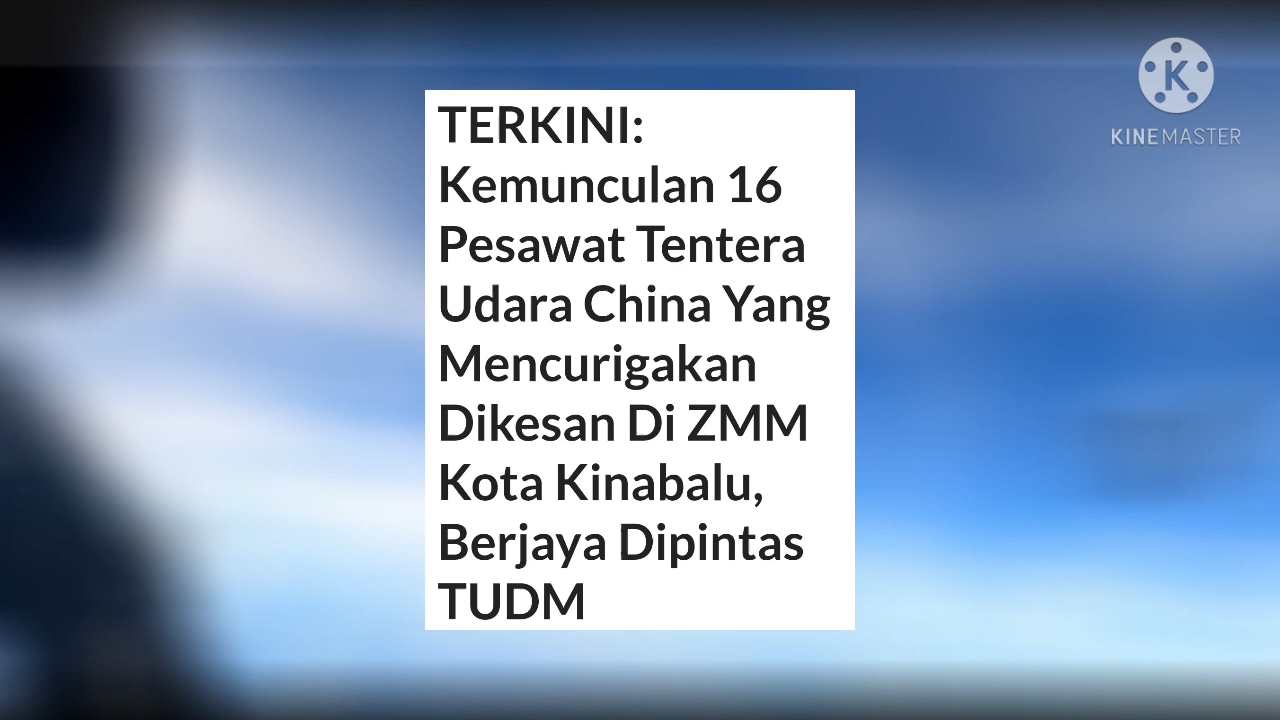 TERKINI:
Kemunculan 16
Pesawat Tentera
Udara China Yang
Mencurigakan
Dikesan Di ZMM
Kota Kinabalu,
Berjaya Dipintas
TUDM
K
KINEMASTER